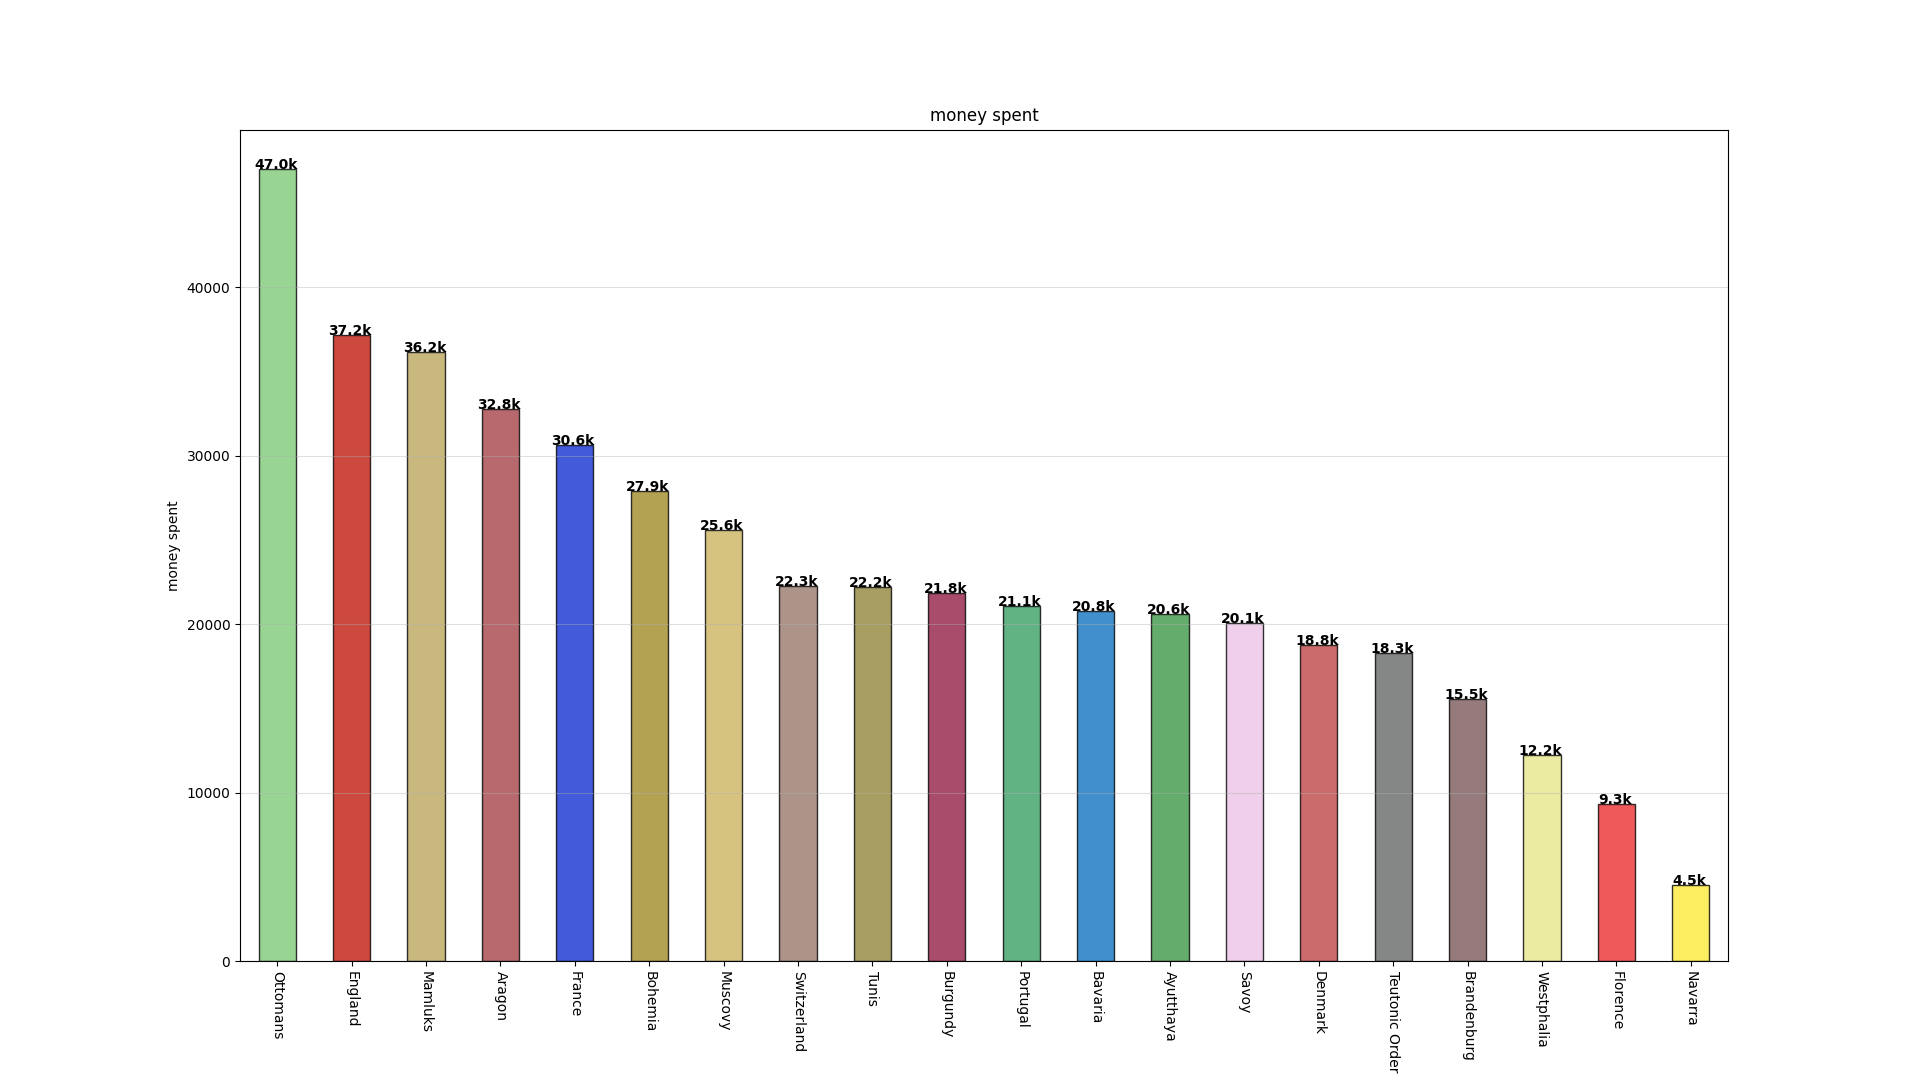 money spent
47.0k
37.2k
36.2k
32.8k
30.6k
27.9k
25.6k
22.3k
22.2k
21.8k
21.1k
20.8k
20.6k
20.1k
18.8k
18.3k
15.5k
12.2k
9.3k
4.5k
40000
30000
20000
10000
0
money spent
Ottomans
England
Mamluks
Aragon
France
Bohemia
Muscovy
Switzerland
Tunis
Burgundy
Portugal
Bavaria
Ayutthaya
Savoy
Denmark
Teutonic Order
Brandenburg
Westphalia
Florence
Navarra